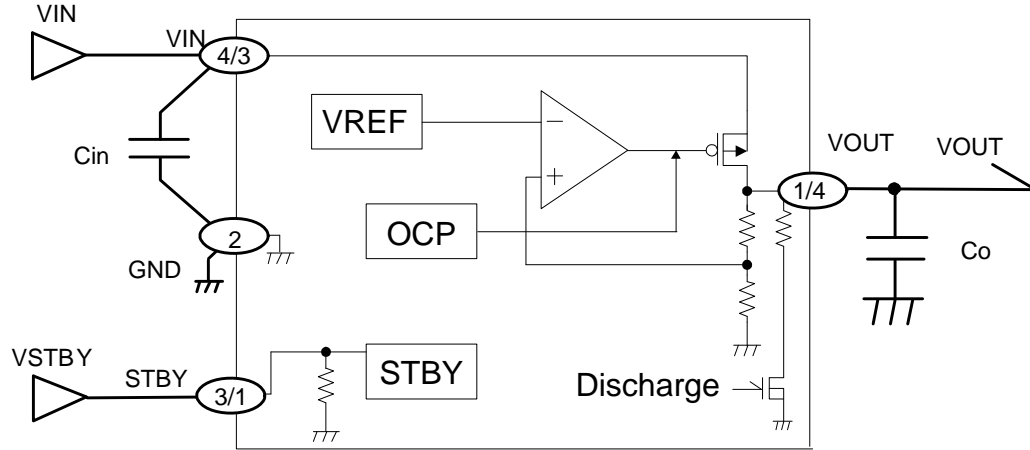 VIN
VIN
4/3
VREF
−
+
Cin
VOUT
VOUT
1/4
OCP
2
GND
Co
VSTBY
STBY
3/1
STBY
Discharge